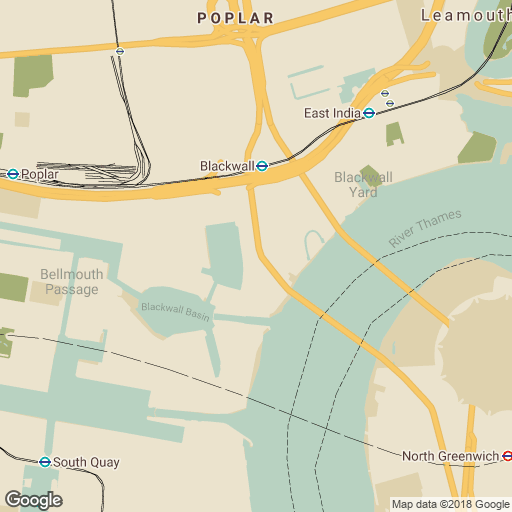 POPLAR
Leamouth
East India
Blackwall
Poplar
Blackwall
Yard
River Thames
Bellmouth
Passage
Blackwall Basin
North Greenwich
South Quay
Google
Map data ©2018 Google